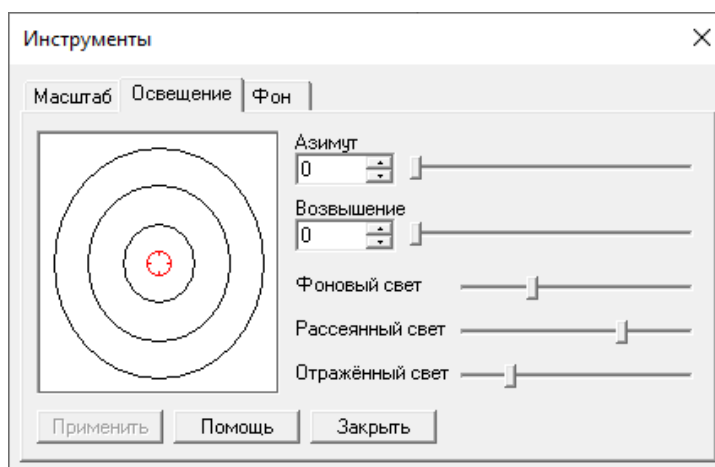 Инструменты
Масштаб Освещение Фон
Азимут
0
Возвышение
0
Фоновый свет
Рассеянный свет
Отражённый свет
Применить Помощь Закрыть